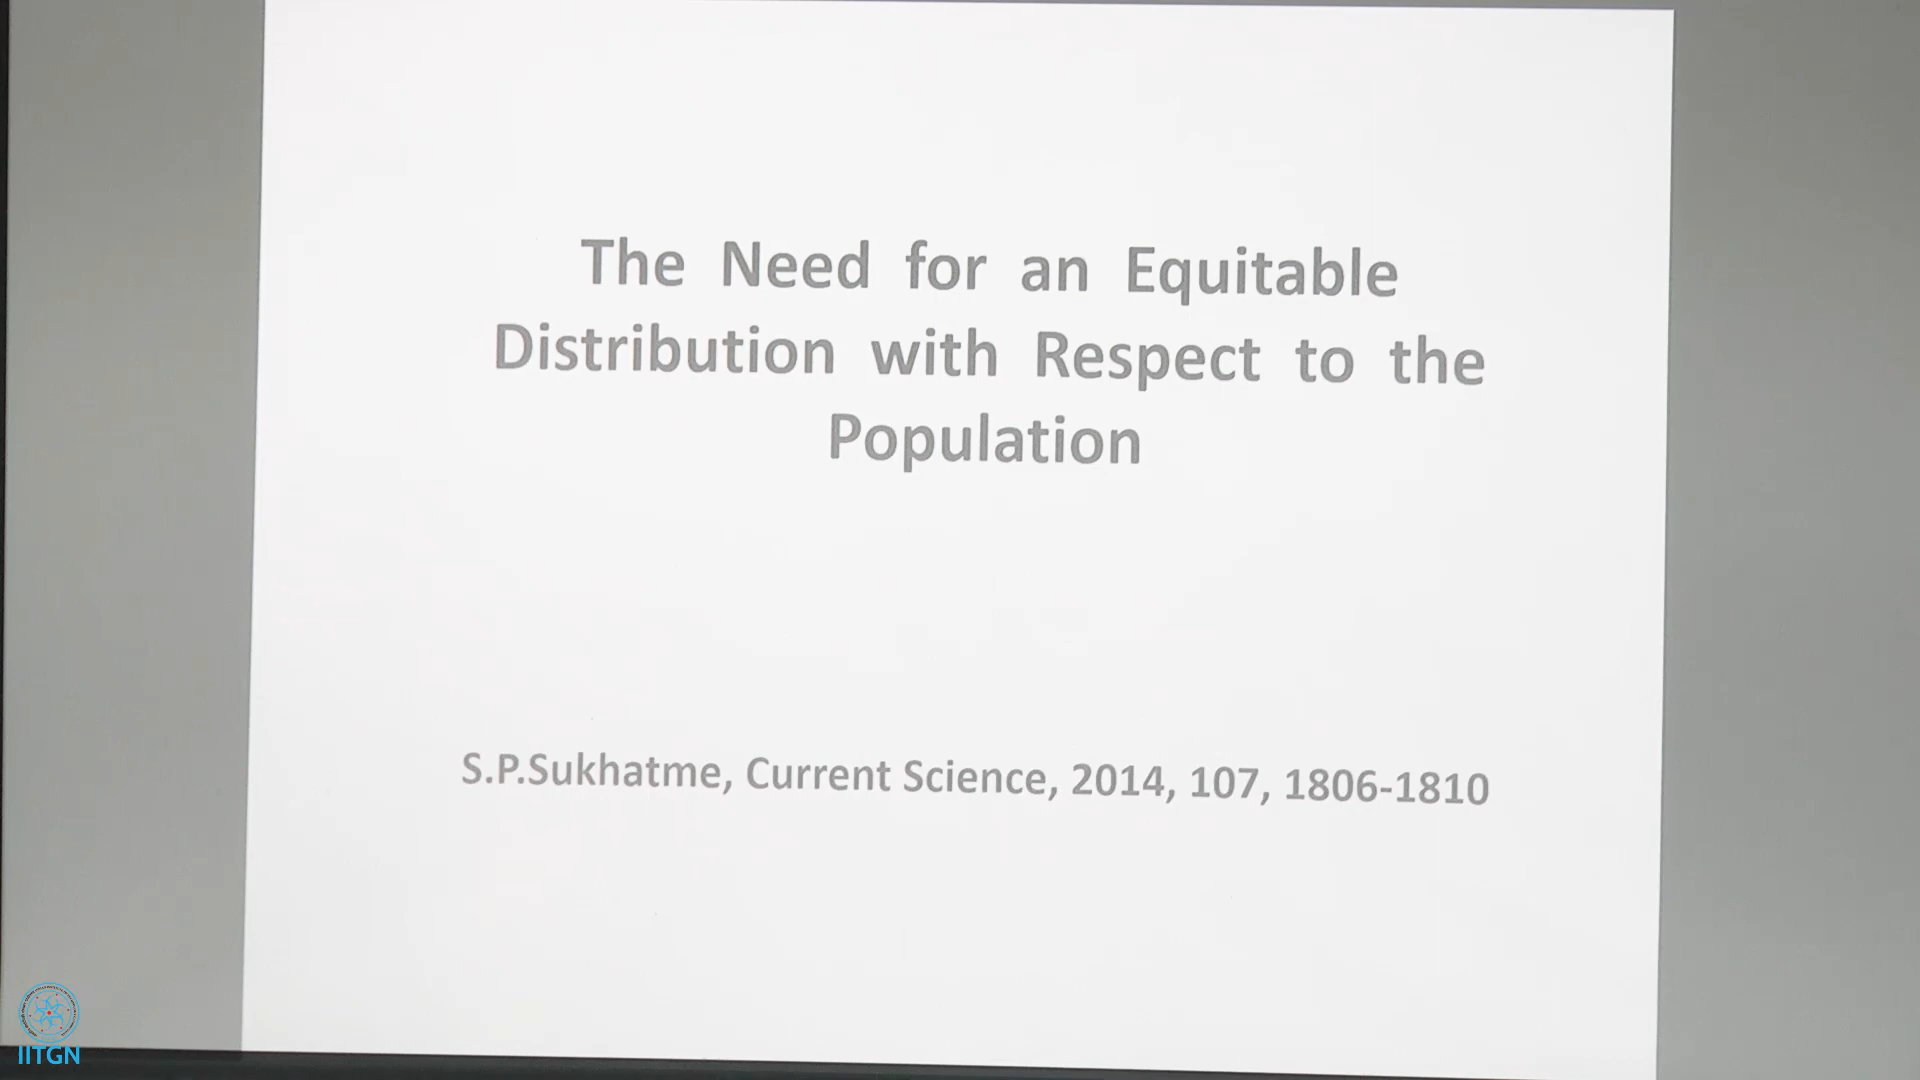 The Need for an Equitable
Distribution with Respect to the
Population
S.P.Sukhatme, Current Science, 2014, 107, 1806-1810
IITGN